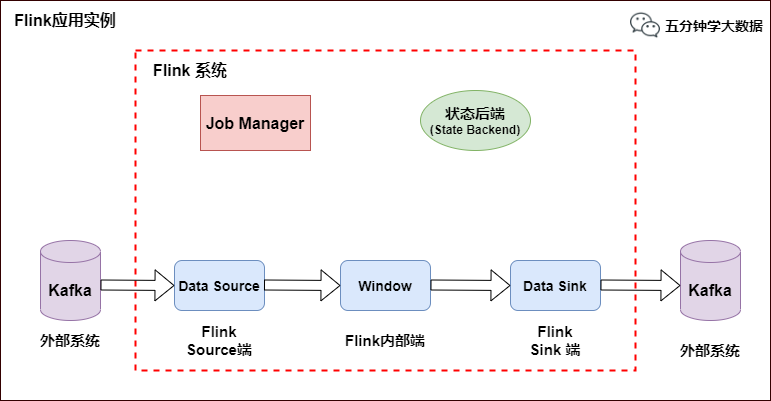 Flink应用实例
五分钟学大数据
Flink 系统
Job Manager
状态后端
(State Backend)
Kafka
Data Source
Window
Data Sink
Kafka
外部系统
Flink
Source端
Flink内部端
Flink
Sink 端
外部系统